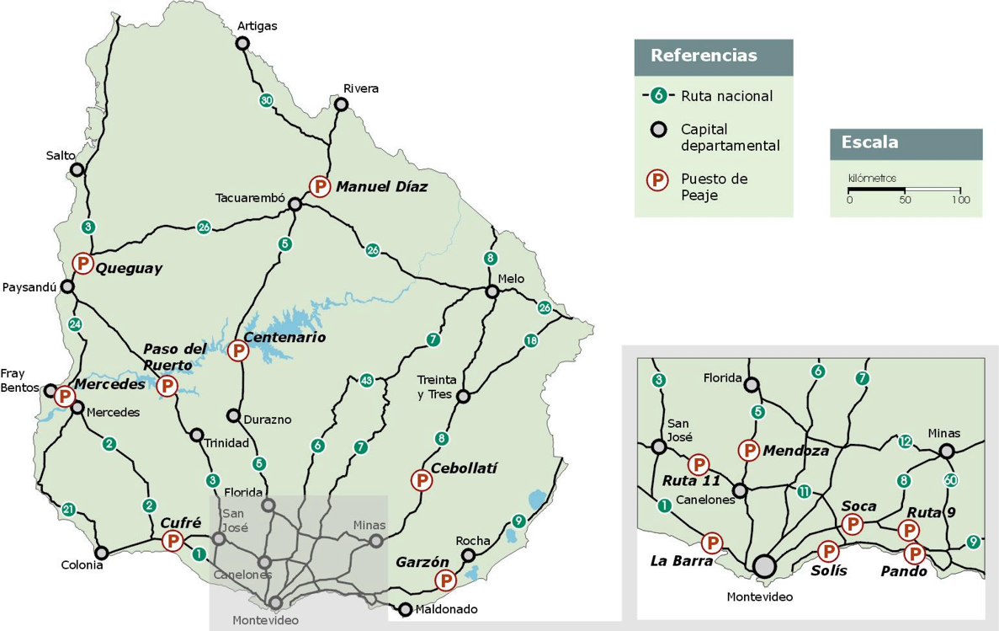 Artigas
Rivera
30
Salto
Manuel Díaz
P
Tacuarembó
3
26
5
26
8
P
Queguay
Paysandú
Melo
26
24
Centenario
P
7
18
Paso del
Puerto
P
Fray
Bentos
P
Mercedes
Mercedes
43
Treinta
y Tres
Durazno
Trinidad
2
6
7
8
5
3
Cebollatí
P
Florida
2
21
Cufré
P
1
San
José
Minas
9
Rocha
Colonia
Canelones
Garzón
P
Maldonado
Montevideo
Referencias
6
Ruta nacional
Capital
departamental
P
Puesto de
Peaje
Escala
kilómetros
0
50
100
3
Florida
6
7
5
San
José
12
Minas
P
Mendoza
P
Ruta 11
Canelones
11
8
60
1
Soca
P
Ruta 9
P
9
P
La Barra
P
Solís
P
Pando
Montevideo